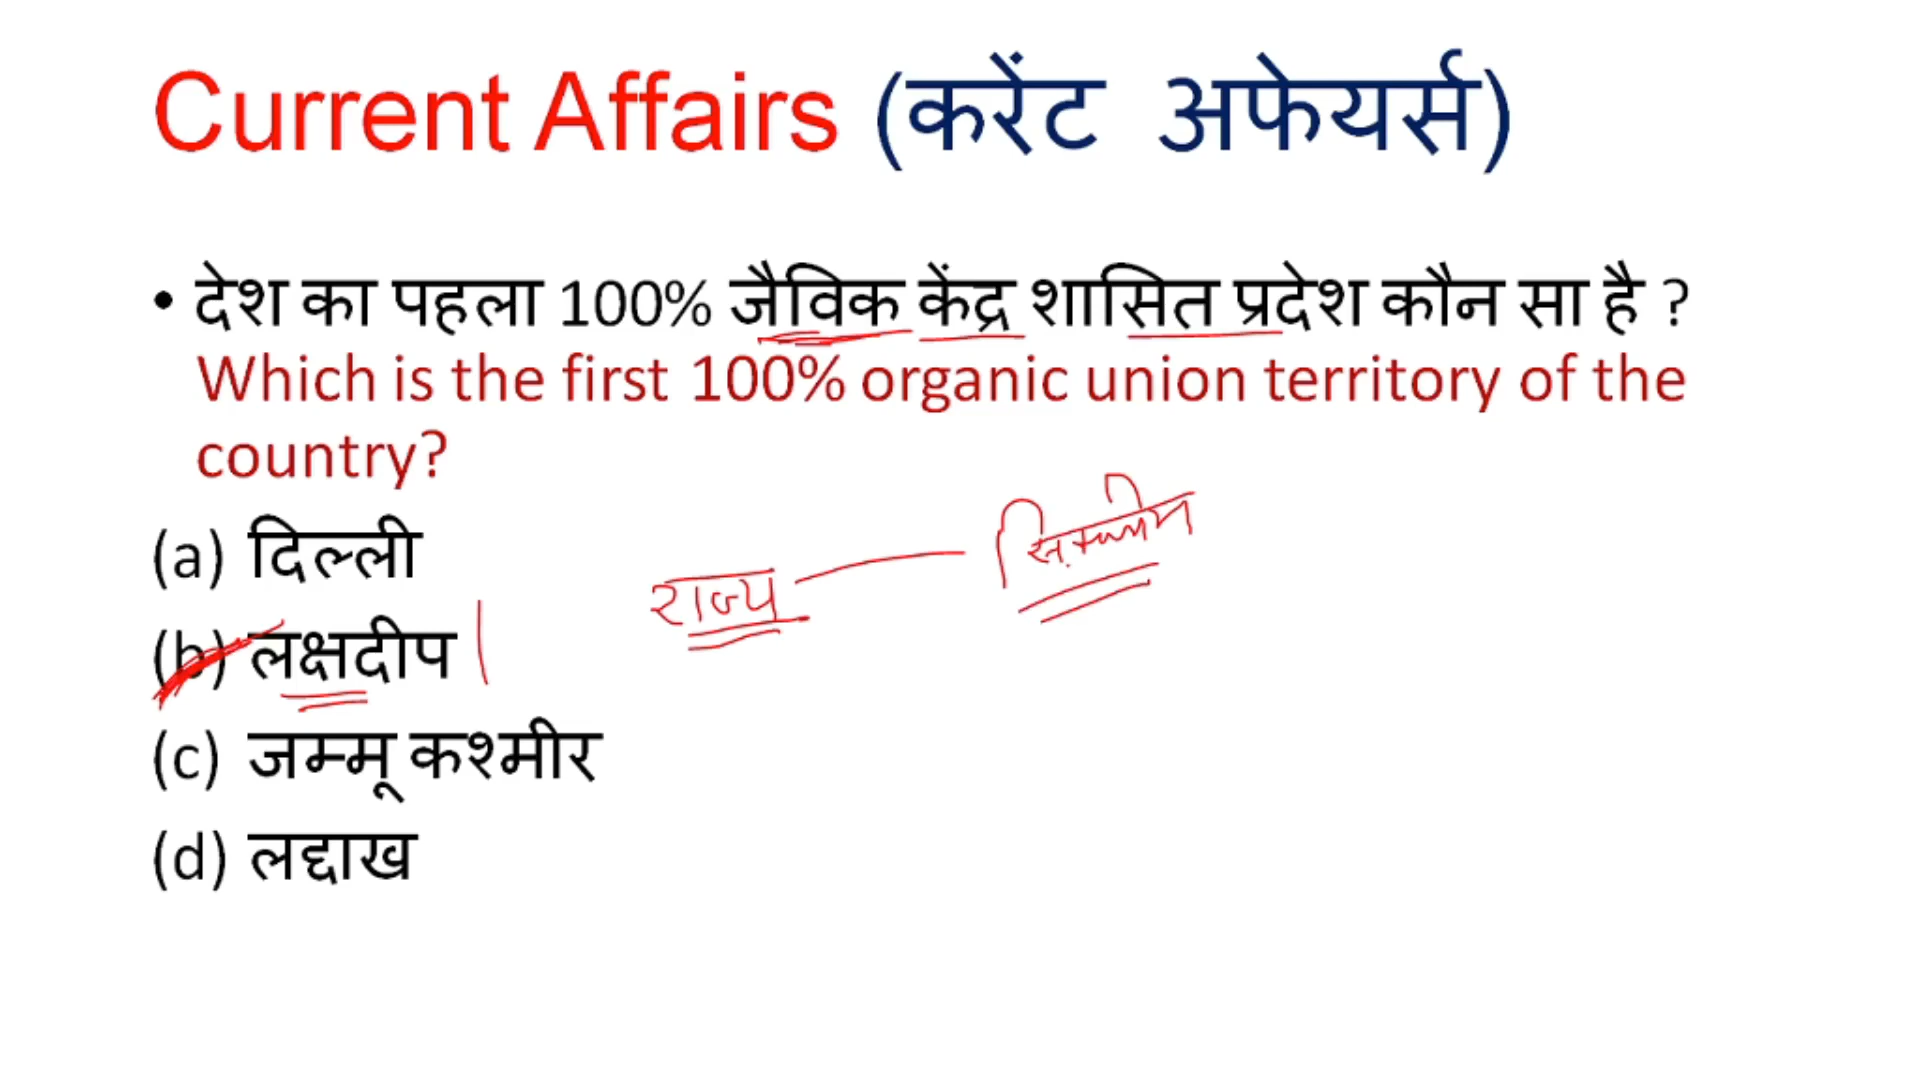 Current Affairs (करेंट अफेयर्स)
• देश का पहला 100% जैविक केंद्र शासित प्रदेश कौन सा है ?
Which is the first 100% organic union territory of the
country?
(a) दिल्ली
राज्य
(b) लक्षदीप
(c) जम्मू कश्मीर
(d) लद्दाख